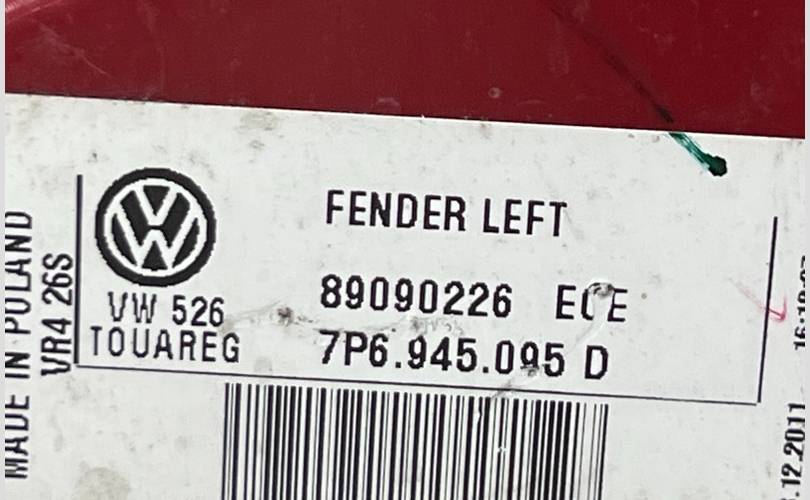 FENDER LEFT
89090226 ECE
7P6.945.095 D
VW 526
TOUAREG
MADE IN POLAND
VR4 26S
.12.2011